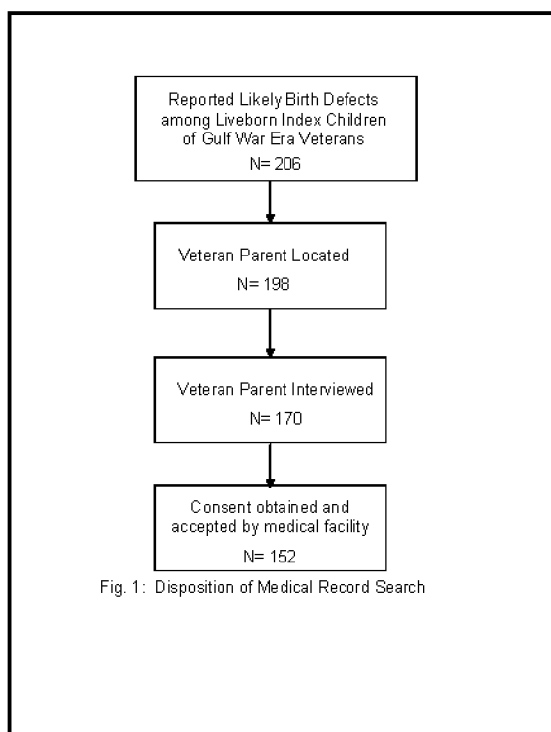 Reported Likely Birth Defects
among Liveborn Index Children
of Gulf War Era Veterans
N= 206
Veteran Parent Located
N= 198
Veteran Parent Interviewed
N= 170
Consent obtained and
accepted by medical facility
N= 152
Fig. 1: Disposition of Medical Record Search